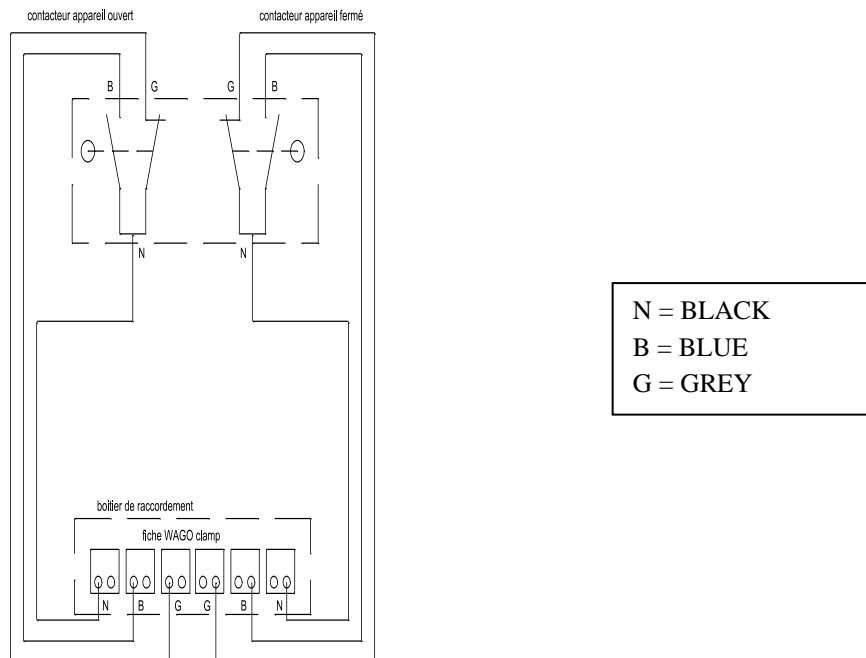 contacteur appareil ouvert
contacteur appareil fermé
B G G B
N N
N = BLACK
B = BLUE
G = GREY
boitier de raccordement
fiche WAGO clamp
N B G G B N